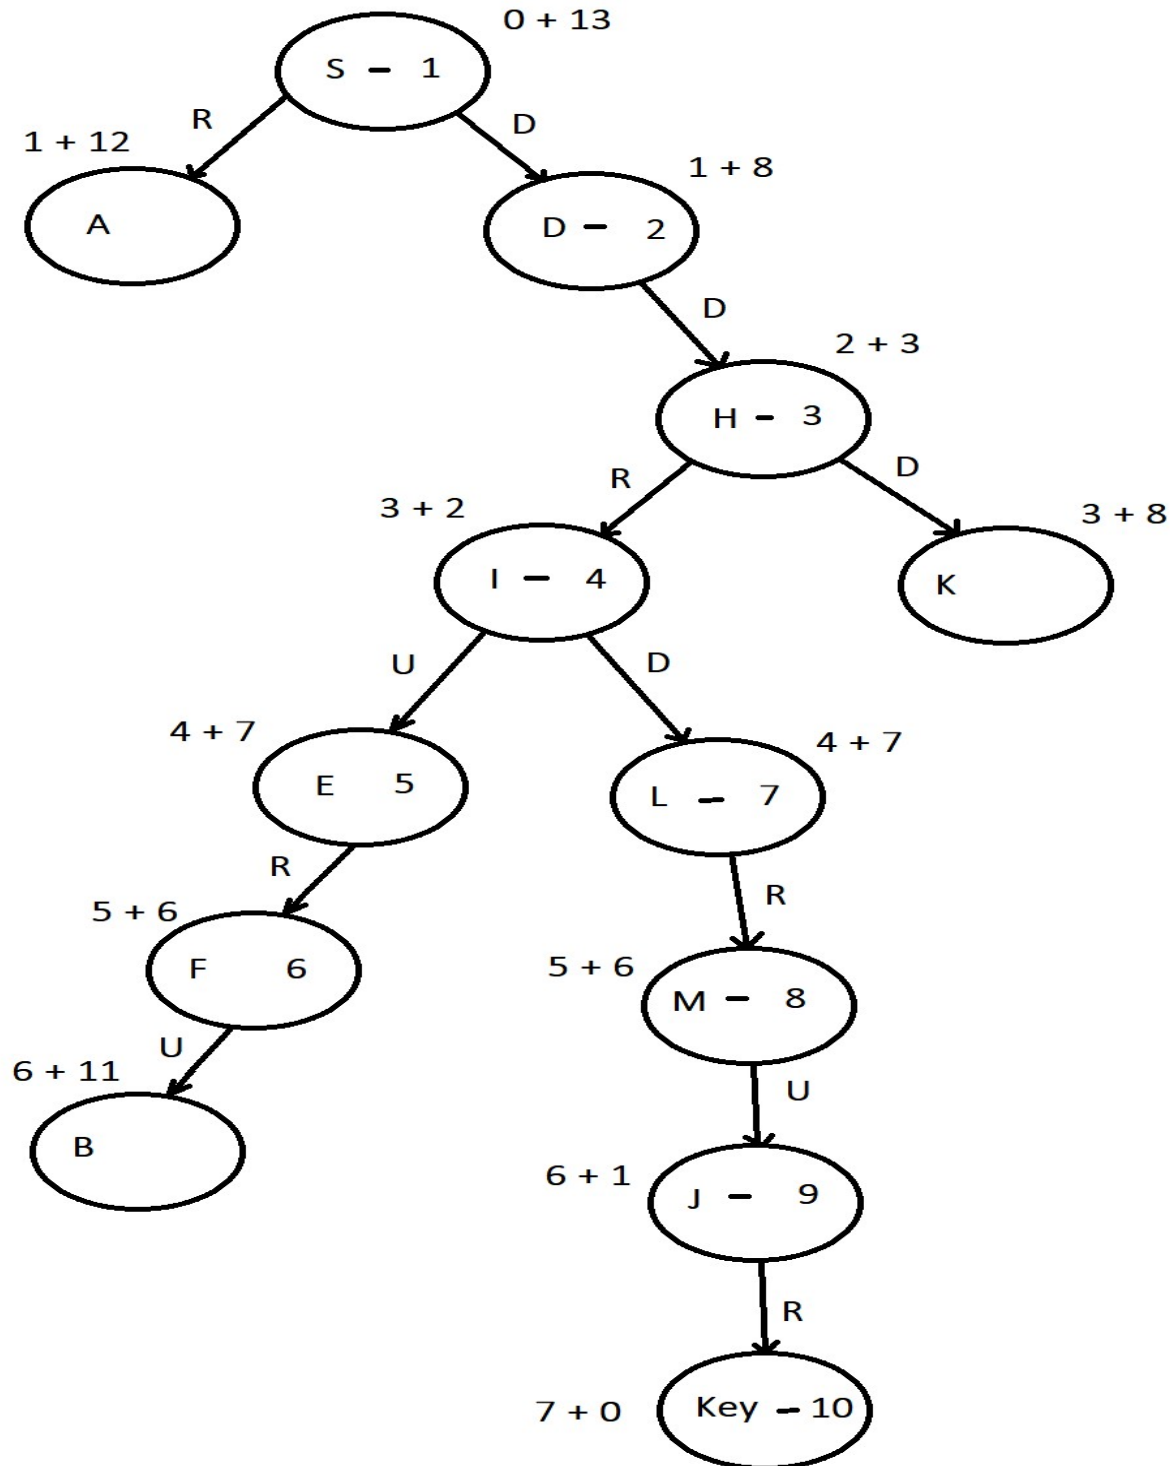 0 + 13
S - 1
R
D
1 + 12
1 + 8
A
D - 2
D
2 + 3
H - 3
R
D
3 + 2
3 + 8
I - 4
K
U
D
4 + 7
4 + 7
E 5
L - 7
R
R
5 + 6
5 + 6
F 6
M - 8
U
U
6 + 11
B
6 + 1
J - 9
R
7 + 0
Key - 10